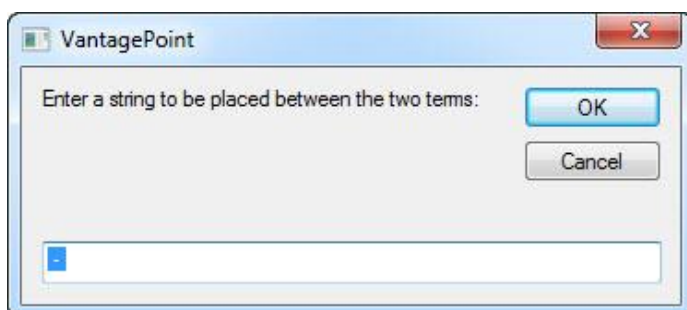 VantagePoint
Enter a string to be placed between the two terms:
OK
Cancel
-